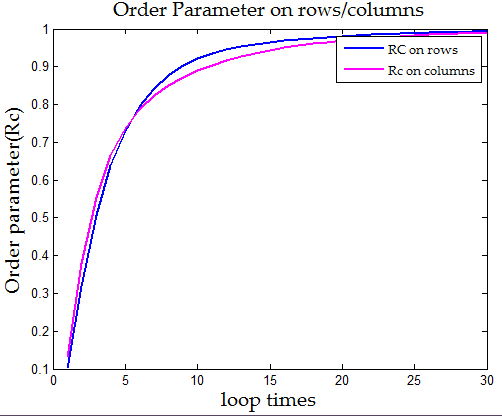 Order Parameter on rows/columns
Order parameter(Rc)
1
0.9
0.8
0.7
0.6
0.5
0.4
0.3
0.2
0.1
RC on rows
Rc on columns
0 5 10 15 20 25 30
loop times